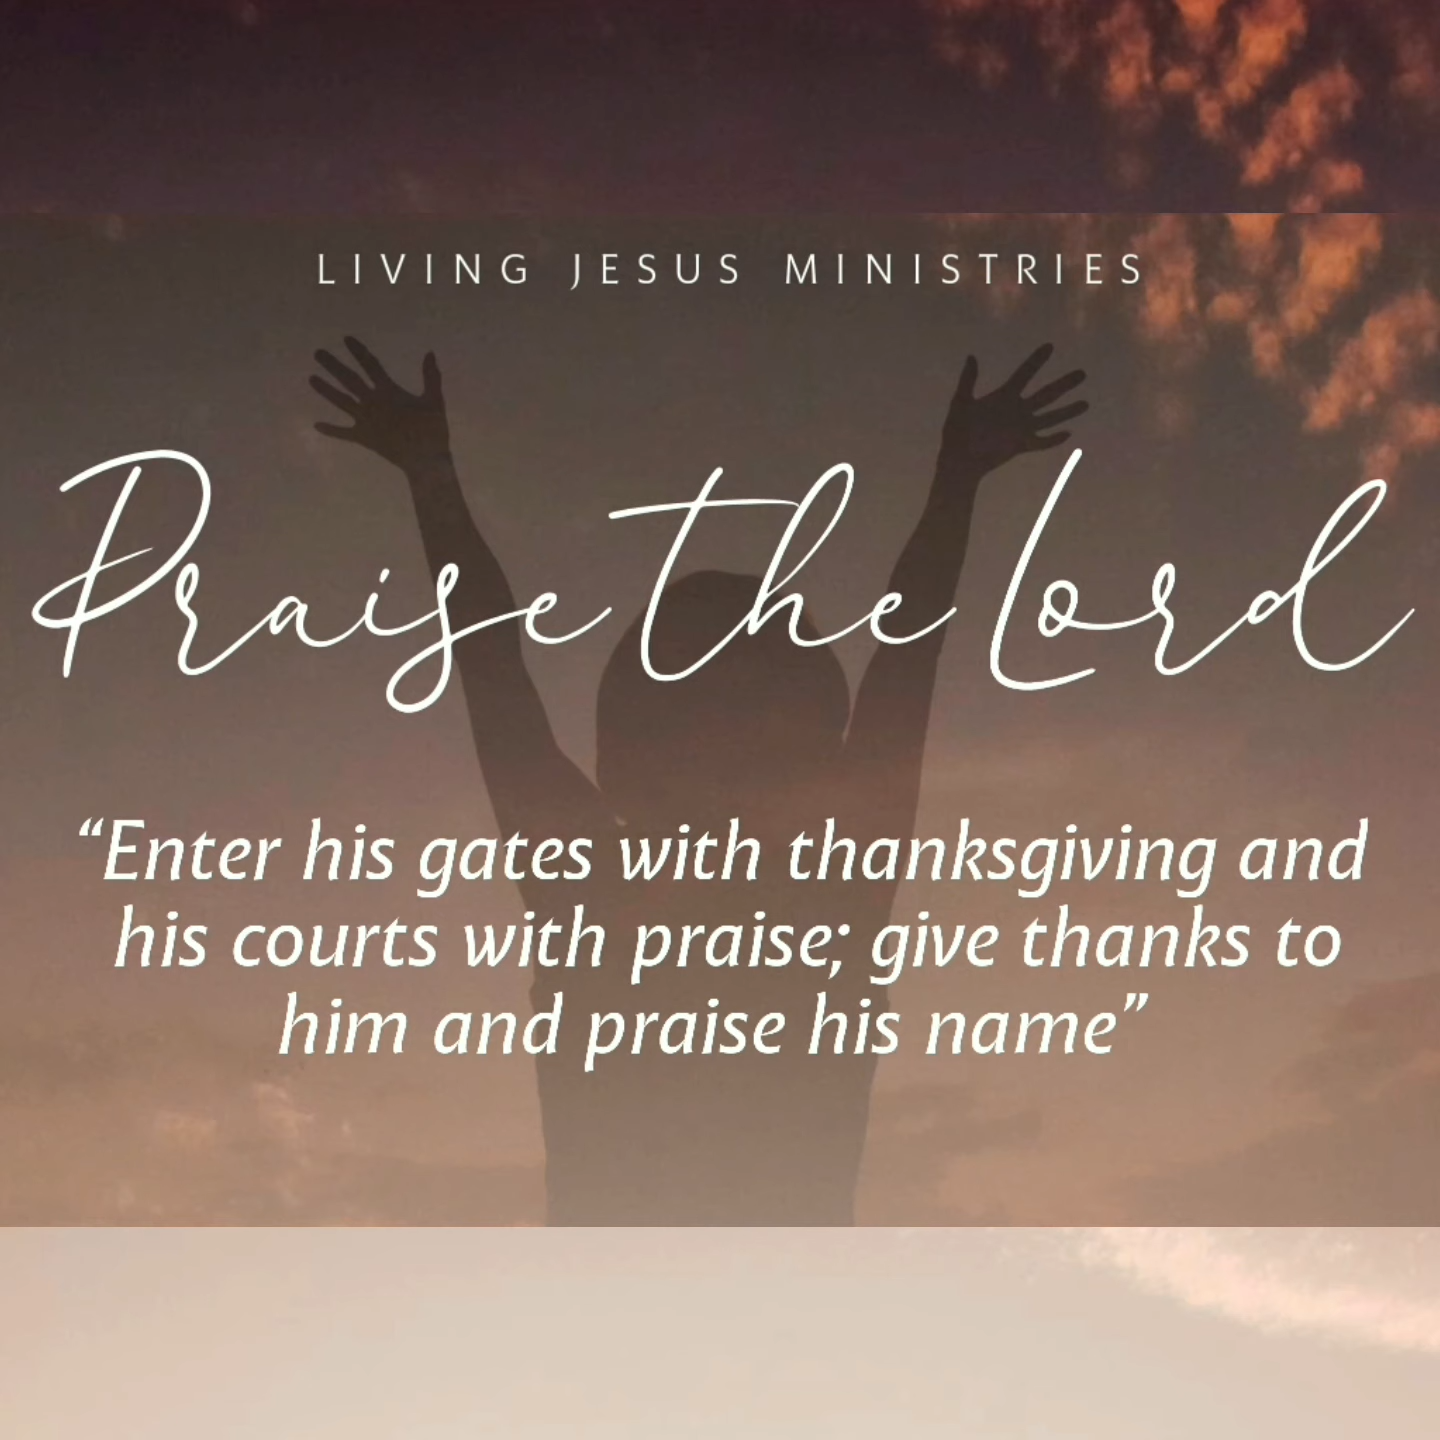 LIVING JESUS MINISTRIES
Praise the Lord
“Enter his gates with thanksgiving and
his courts with praise; give thanks to
him and praise his name”